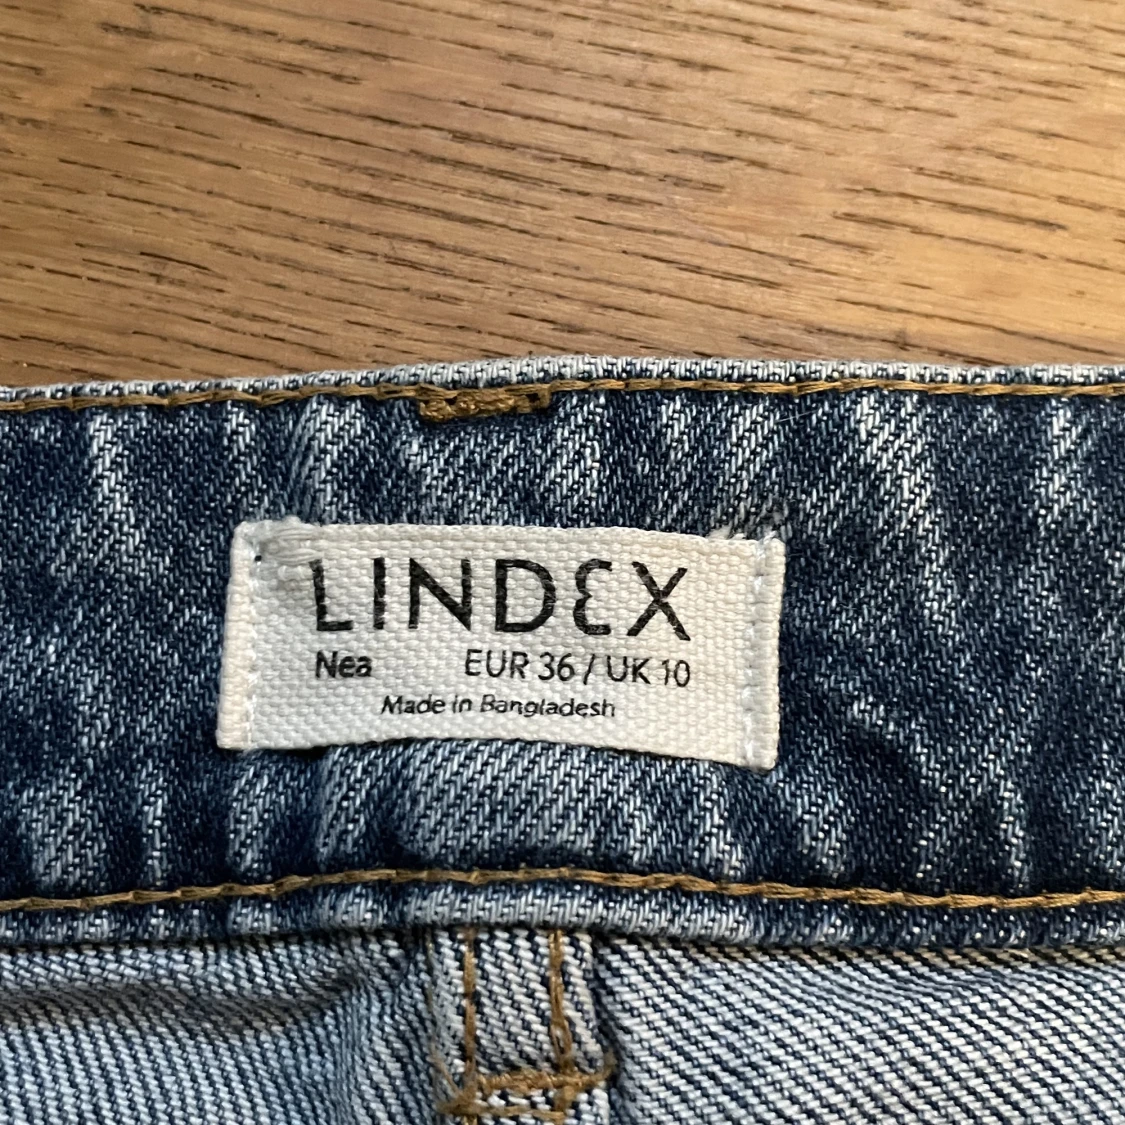 LINDEX
Nea EUR 36 / UK 10
Made in Bangladesh